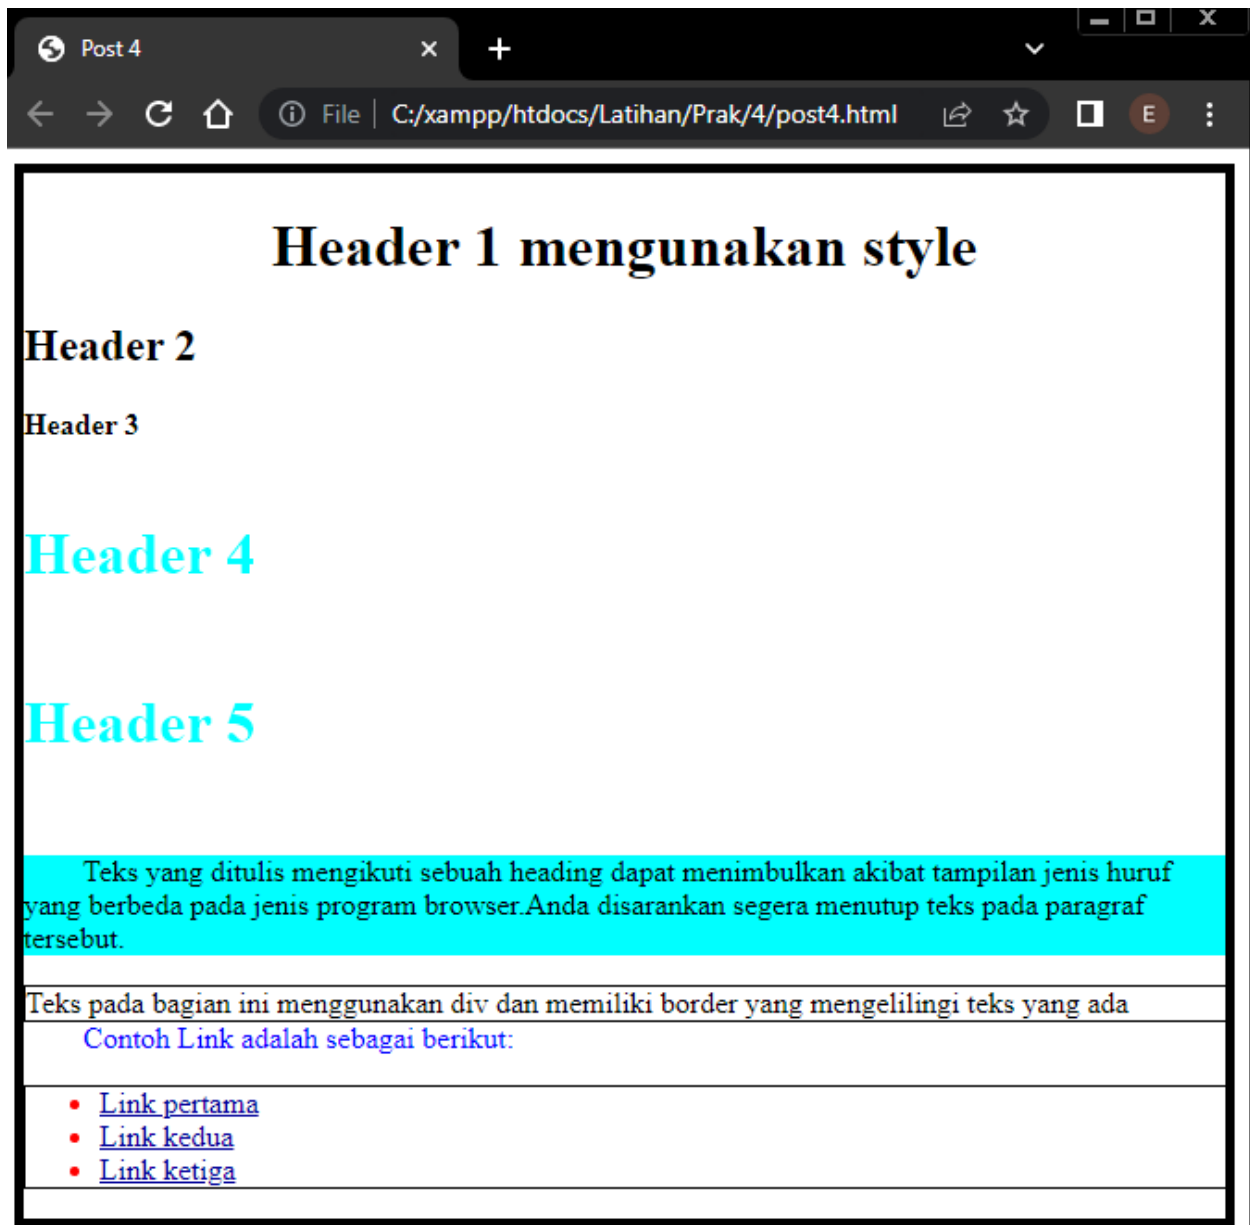 Post 4
File | C:/xampp/htdocs/Latihan/Prak/4/post4.html
E
Header 1 mengunakan style
Header 2
Header 3
Header 4
Header 5
Teks yang ditulis mengikuti sebuah heading dapat menimbulkan akibat tampilan jenis huruf
yang berbeda pada jenis program browser.Anda disarankan segera menutup teks pada paragraf
tersebut.
Teks pada bagian ini menggunakan div dan memiliki border yang mengelilingi teks yang ada
Contoh Link adalah sebagai berikut:
• Link pertama
• Link kedua
• Link ketiga